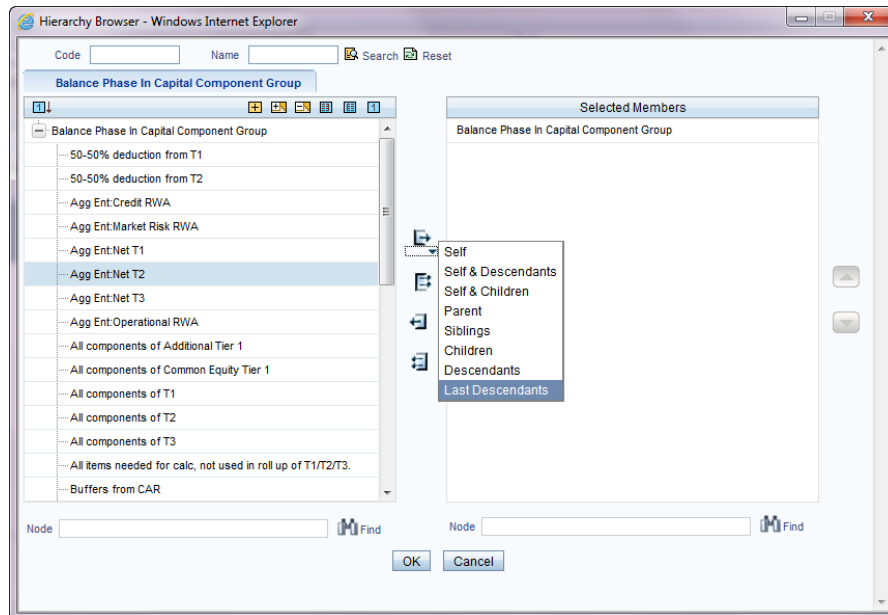 Hierarchy Browser - Windows Internet Explorer
Code Name Search Reset
Balance Phase In Capital Component Group
Selected Members
Balance Phase In Capital Component Group
50-50% deduction from T1
50-50% deduction from T2
Agg Ent:Credit RWA
Agg Ent:Market Risk RWA
Agg Ent:Net T1
Agg Ent:Net T2
Agg Ent:Net T3
Agg Ent:Operational RWA
All components of Additional Tier 1
All components of Common Equity Tier 1
All components of T1
All components of T2
All components of T3
All items needed for calc, not used in roll up of T1/T2/T3.
Buffers from CAR
Balance Phase In Capital Component Group
Self
Self & Descendants
Self & Children
Parent
Siblings
Children
Descendants
Last Descendants
Node Find
Node Find
OK Cancel